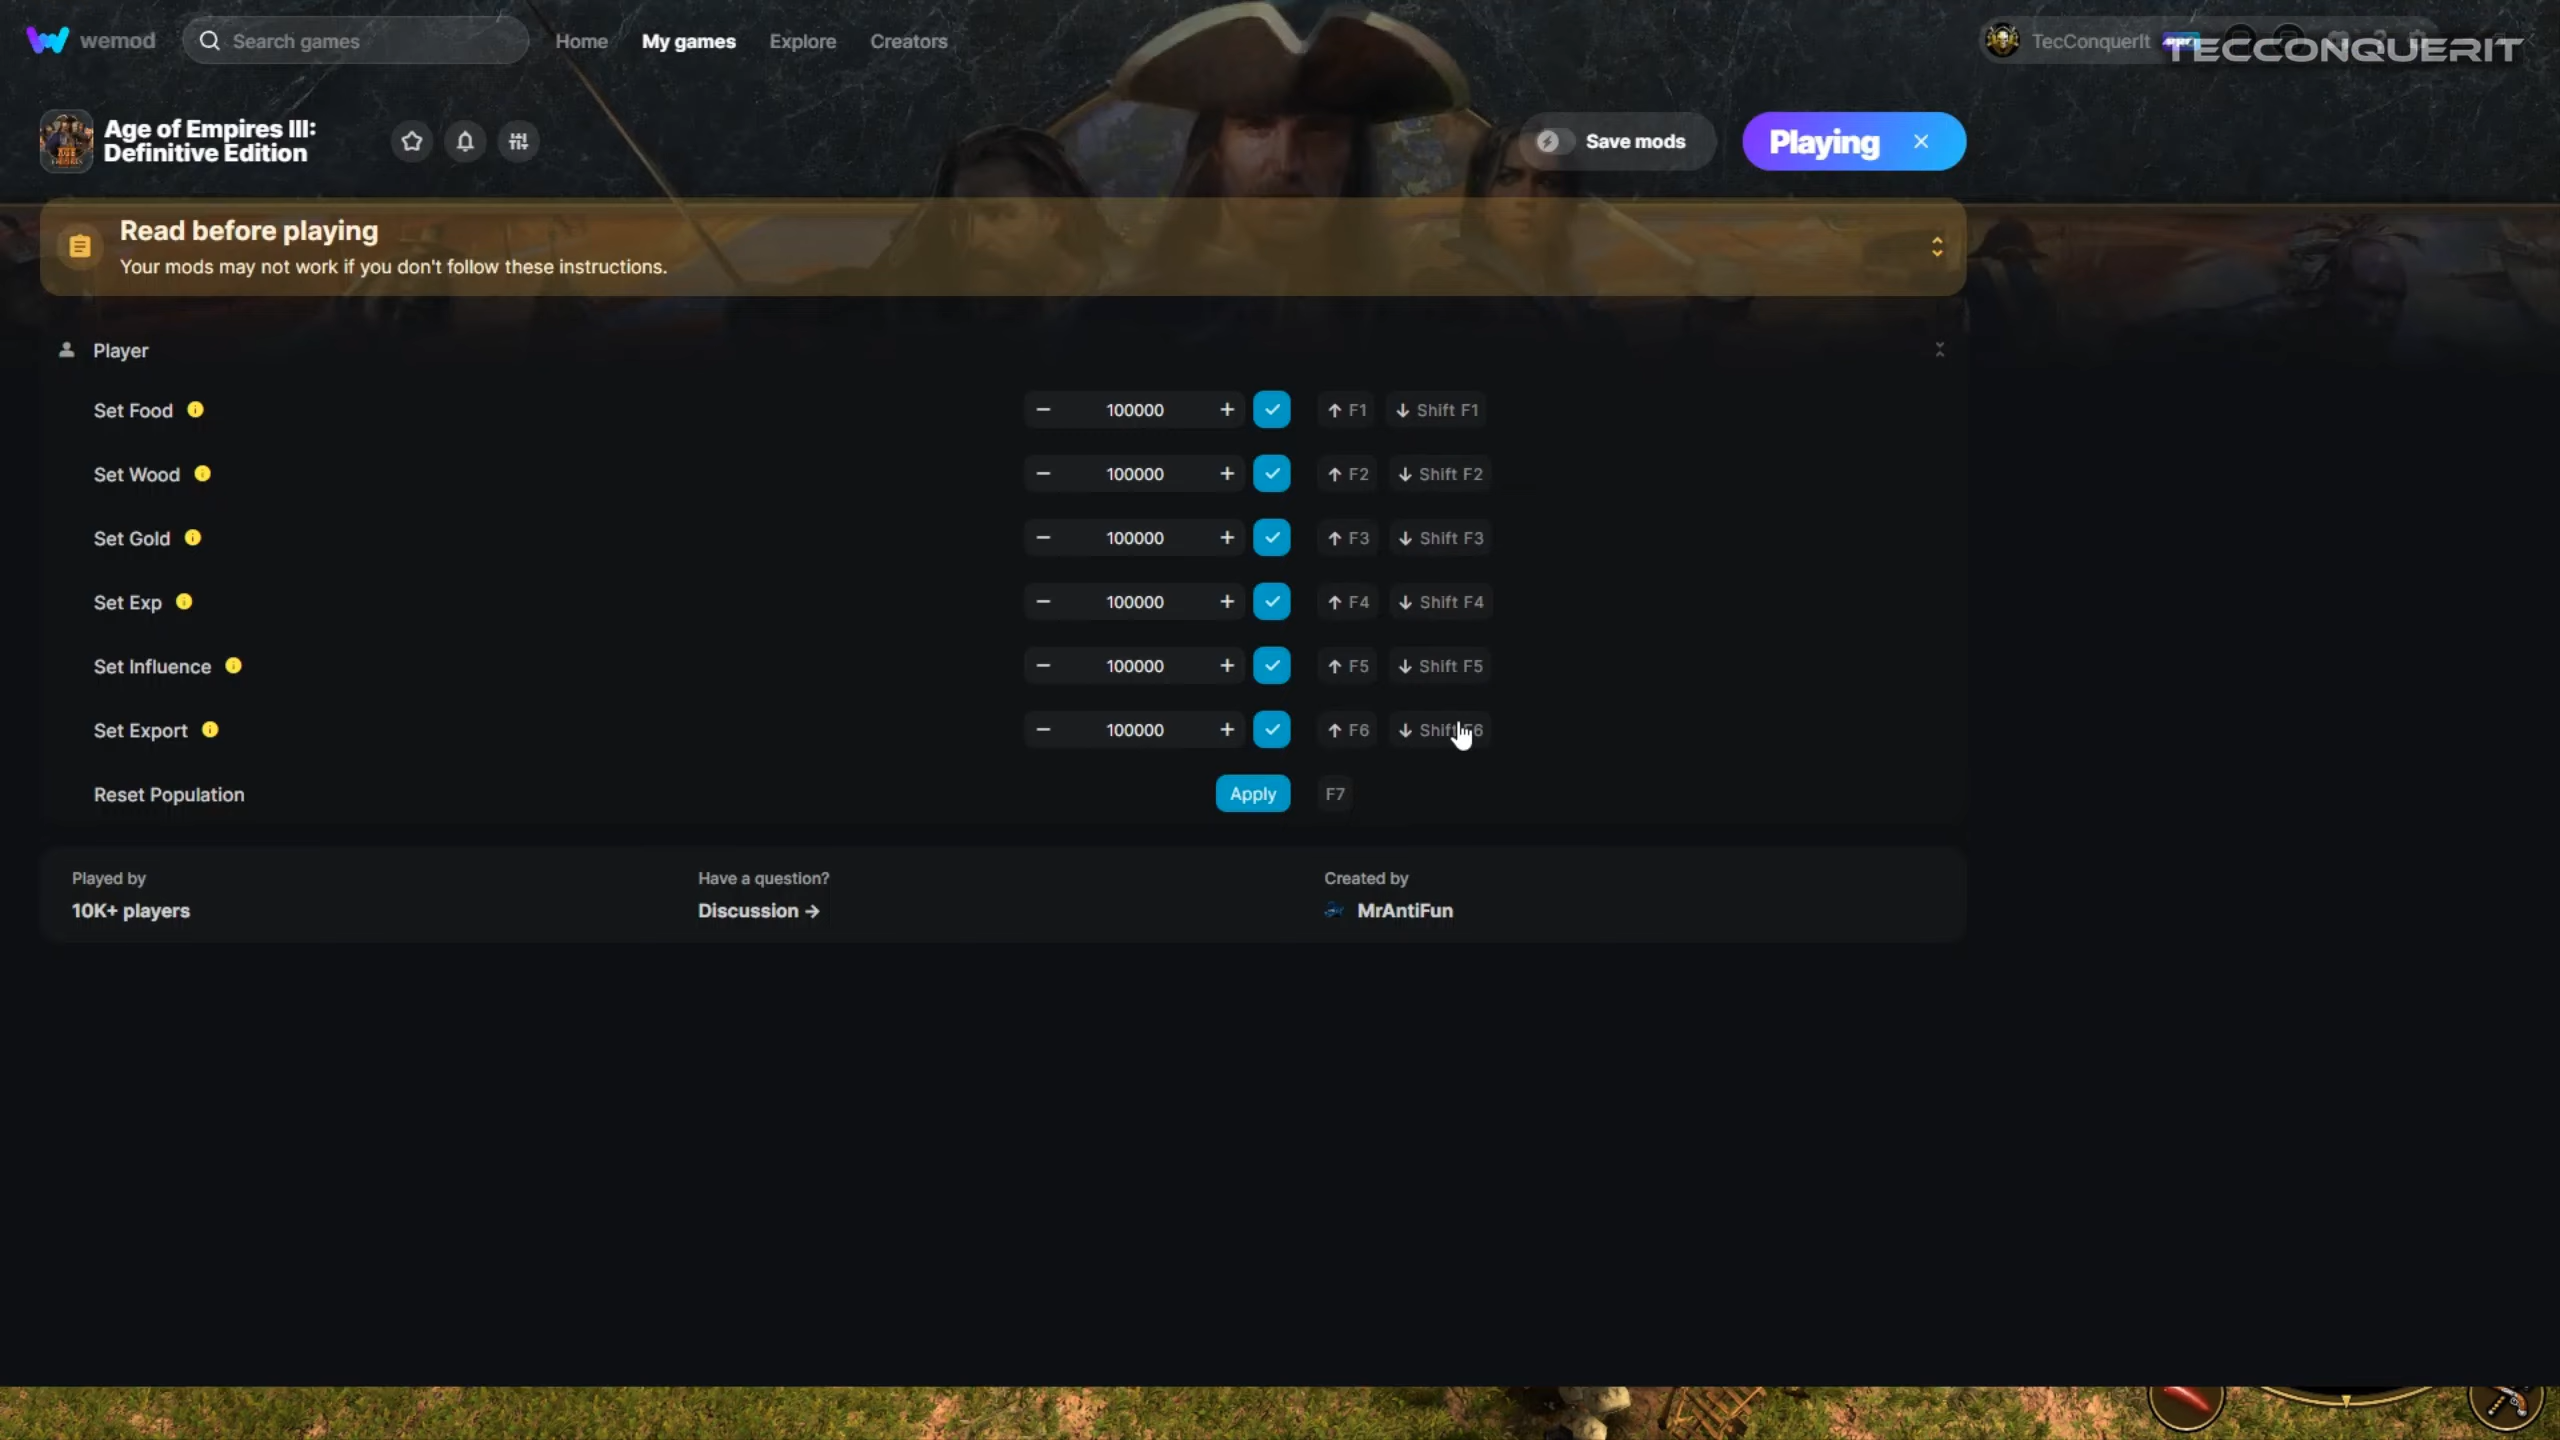 wemod
Search games
Home
My games
Explore
Creators
TecConquerIt
TECCONQUERIT
Age of Empires III:
Definitive Edition
Save mods
Playing
Read before playing
Your mods may not work if you don't follow these instructions.
Player
Set Food 100000 F1 Shift F1
Set Wood 100000 F2 Shift F2
Set Gold 100000 F3 Shift F3
Set Exp 100000 F4 Shift F4
Set Influence 100000 F5 Shift F5
Set Export 100000 F6 Shift F6
Reset Population Apply F7
Played by
10K+ players
Have a question?
Discussion →
Created by
MrAntiFun